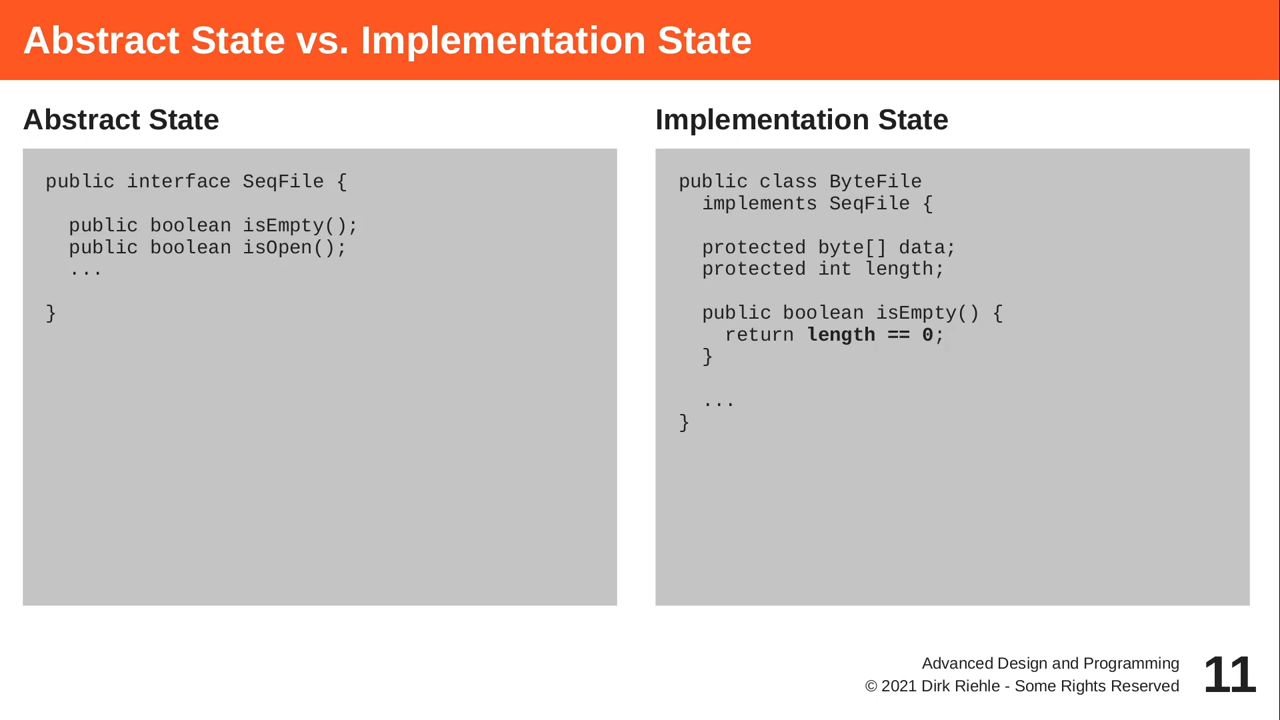 Abstract State vs. Implementation State
Abstract State
public interface SeqFile {
public boolean isEmpty();
public boolean isOpen();
...
}
Implementation State
public class ByteFile
implements SeqFile {
protected byte[] data;
protected int length;
public boolean isEmpty() {
return length == 0;
}
...
}
Advanced Design and Programming
© 2021 Dirk Riehle - Some Rights Reserved
11